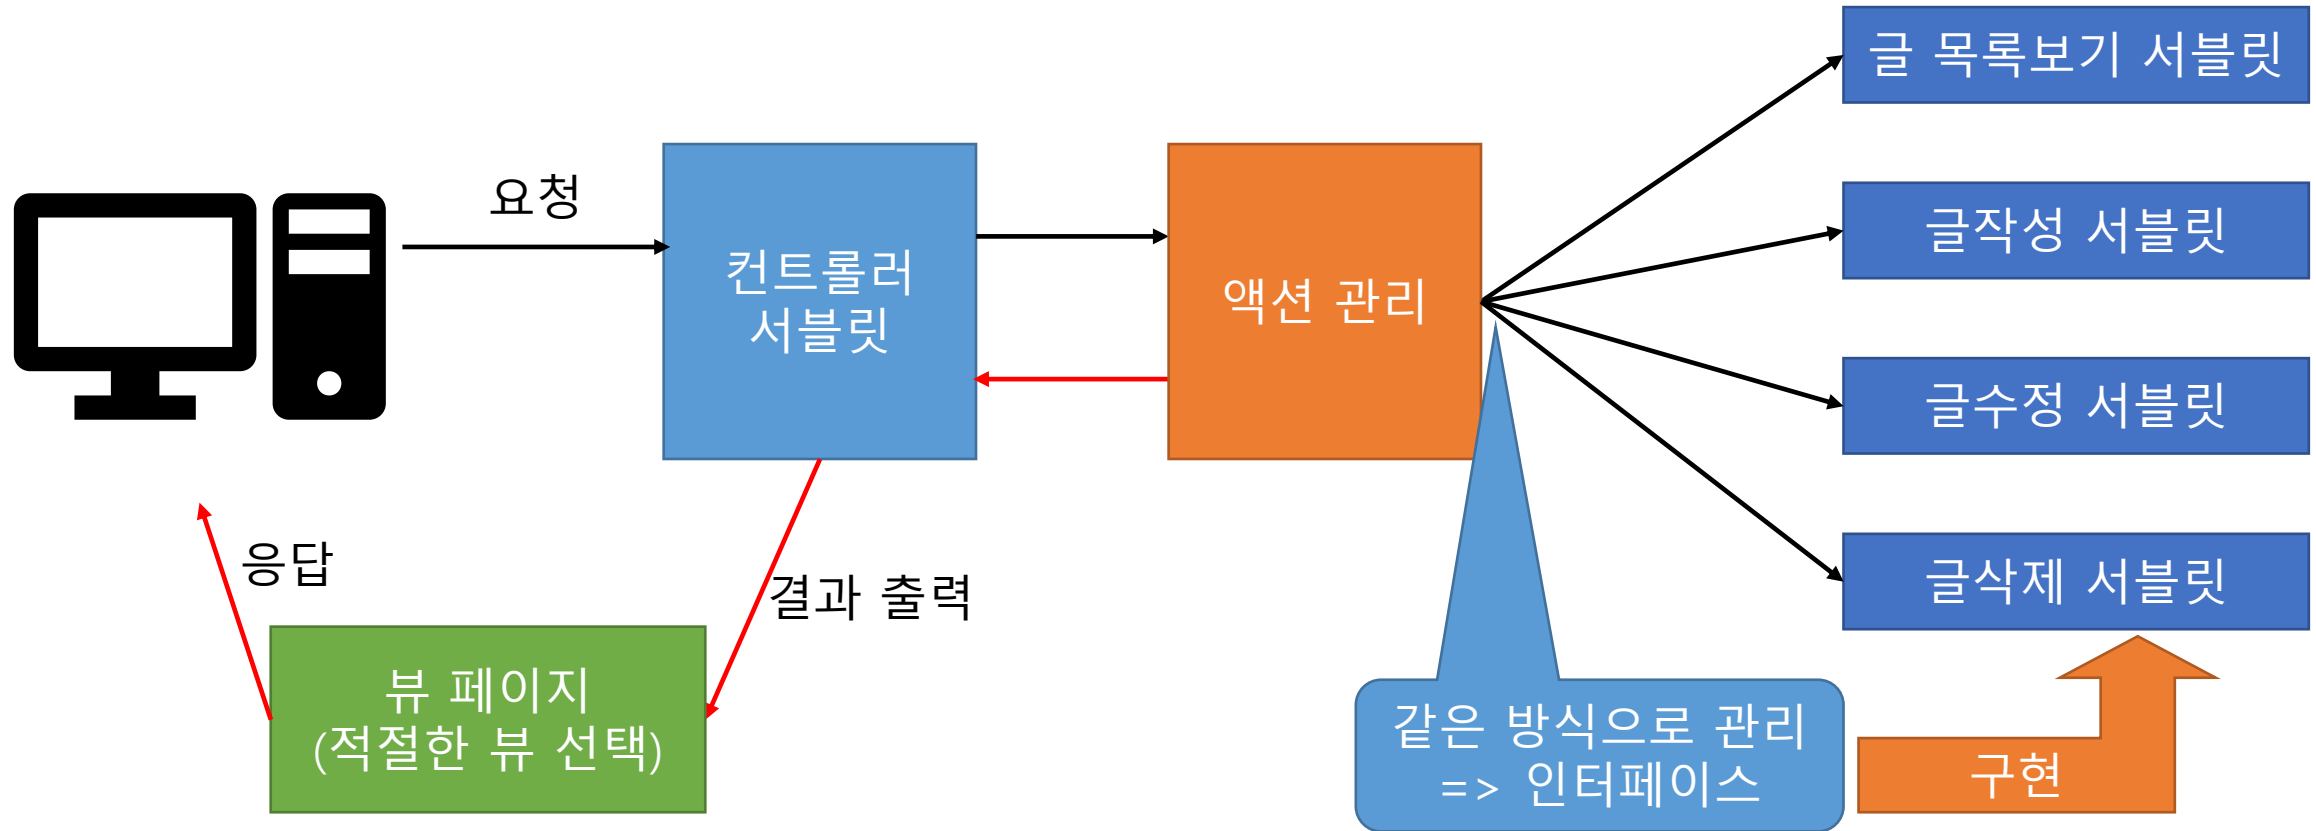 요청
컨트롤러
서블릿
액션 관리
글 목록보기 서블릿
글작성 서블릿
글수정 서블릿
글삭제 서블릿
응답
결과 출력
뷰 페이지
(적절한 뷰 선택)
같은 방식으로 관리
=> 인터페이스
구현